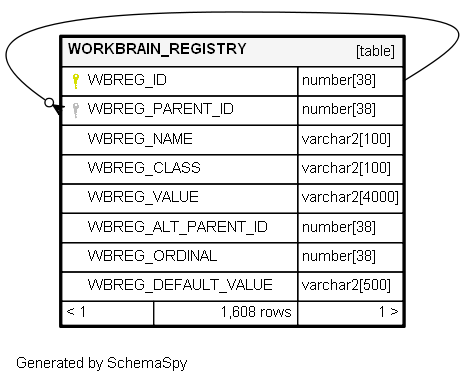 WORKBRAIN_REGISTRY [table]
WBREG_ID number[38]
WBREG_PARENT_ID number[38]
WBREG_NAME varchar2[100]
WBREG_CLASS varchar2[100]
WBREG_VALUE varchar2[4000]
WBREG_ALT_PARENT_ID number[38]
WBREG_ORDINAL number[38]
WBREG_DEFAULT_VALUE varchar2[500]
< 1 1,608 rows 1 >
Generated by SchemaSpy